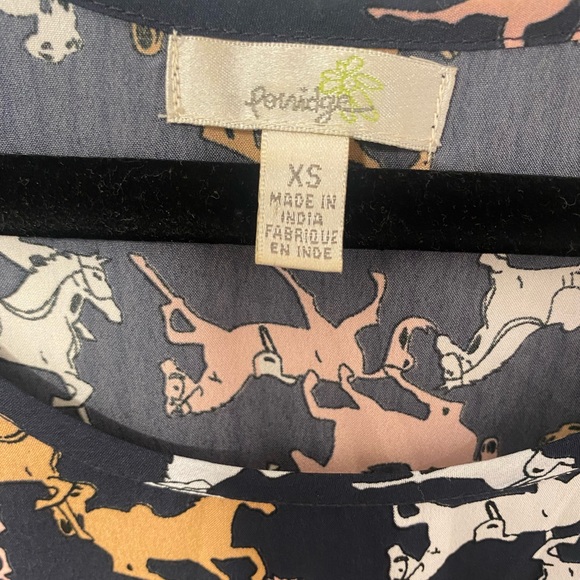 porridge
XS
MADE IN
INDIA
FABRIQUE
EN INDE